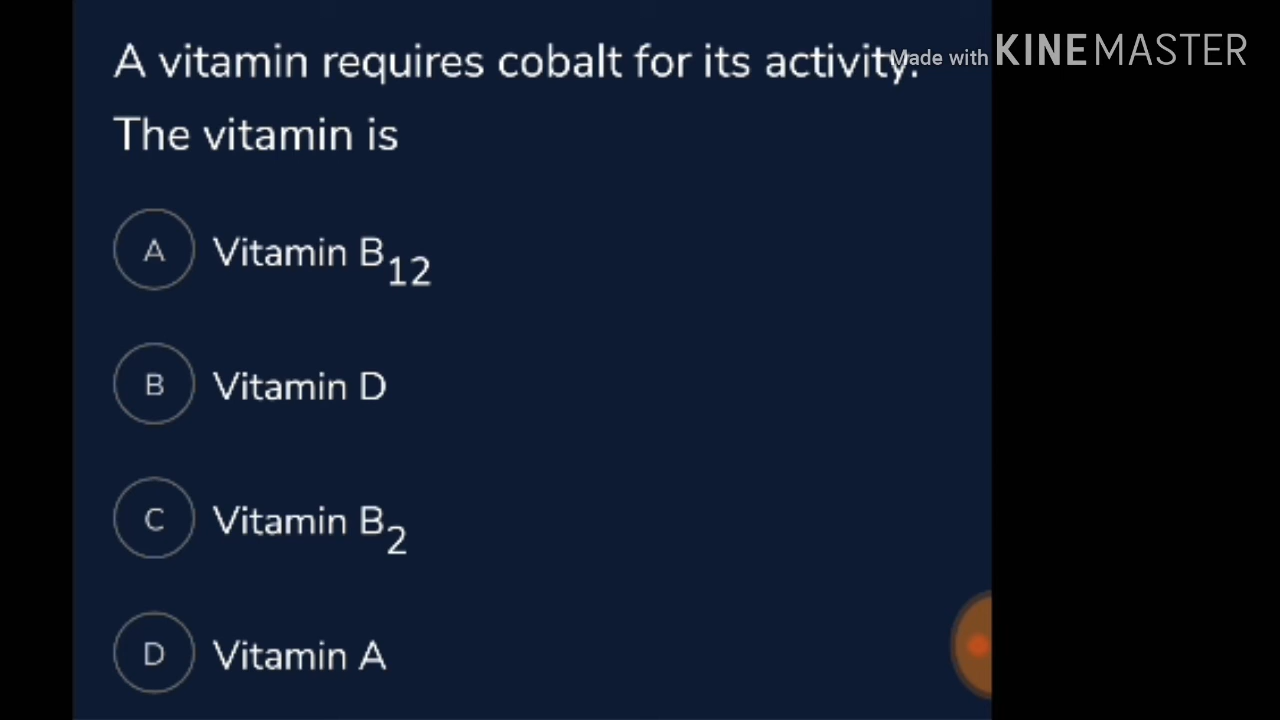 A vitamin requires cobalt for its activity.
Made with KINEMASTER
The vitamin is
A Vitamin B12
B Vitamin D
C Vitamin B2
D Vitamin A